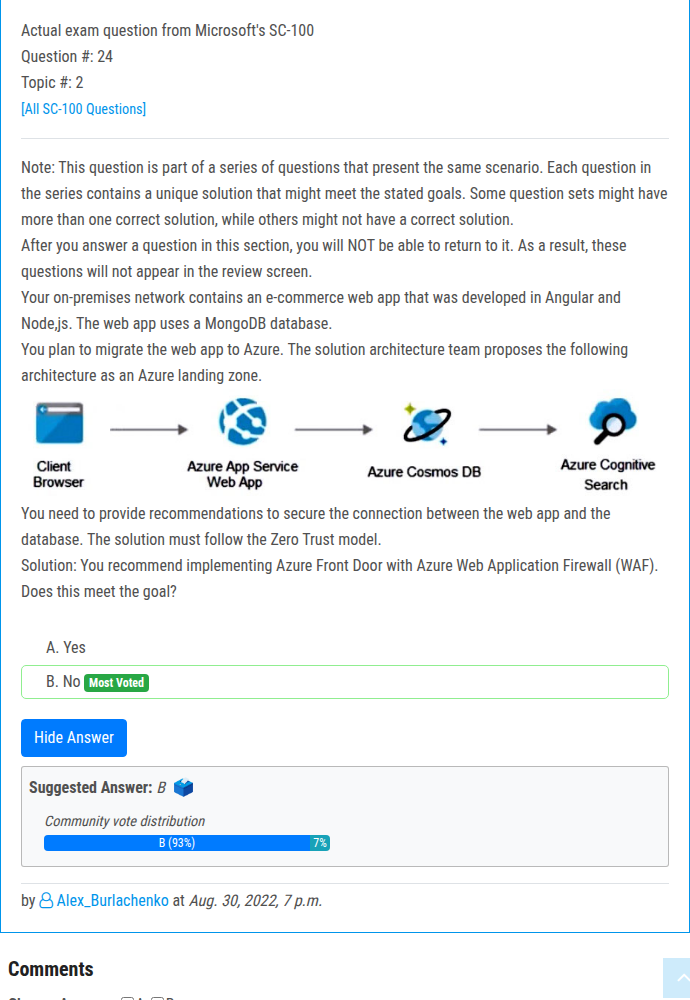 Actual exam question from Microsoft's SC-100
Question #: 24
Topic #: 2
[All SC-100 Questions]
Note: This question is part of a series of questions that present the same scenario. Each question in
the series contains a unique solution that might meet the stated goals. Some question sets might have
more than one correct solution, while others might not have a correct solution.
After you answer a question in this section, you will NOT be able to return to it. As a result, these
questions will not appear in the review screen.
Your on-premises network contains an e-commerce web app that was developed in Angular and
Node,js. The web app uses a MongoDB database.
You plan to migrate the web app to Azure. The solution architecture team proposes the following
architecture as an Azure landing zone.
Client
Browser
Azure App Service
Web App
Azure Cosmos DB
Azure Cognitive
Search
You need to provide recommendations to secure the connection between the web app and the
database. The solution must follow the Zero Trust model.
Solution: You recommend implementing Azure Front Door with Azure Web Application Firewall (WAF).
Does this meet the goal?
A. Yes
B. No Most Voted
Hide Answer
Suggested Answer: B
Community vote distribution
B (93%) 7%
by Alex_Burlachenko at Aug. 30, 2022, 7 p.m.
Comments